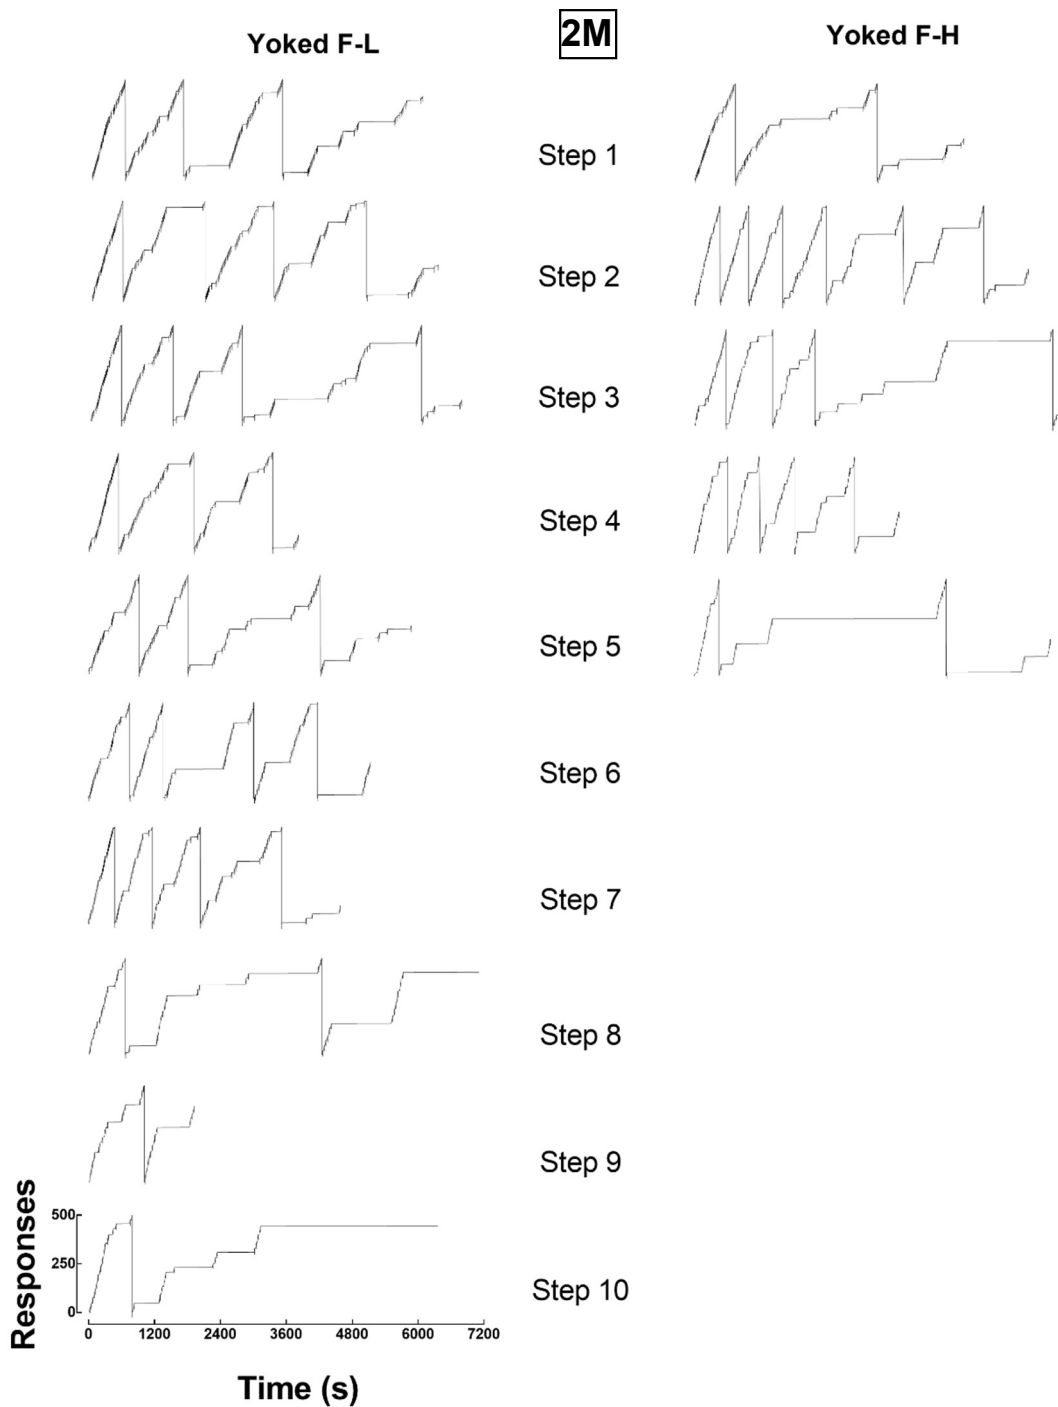 Yoked F-L
2M
Yoked F-H
Step 1
Step 2
Step 3
Step 4
Step 5
Step 6
Step 7
Step 8
Step 9
Step 10
Responses
500
250
0
0 1200 2400 3600 4800 6000 7200
Time (s)